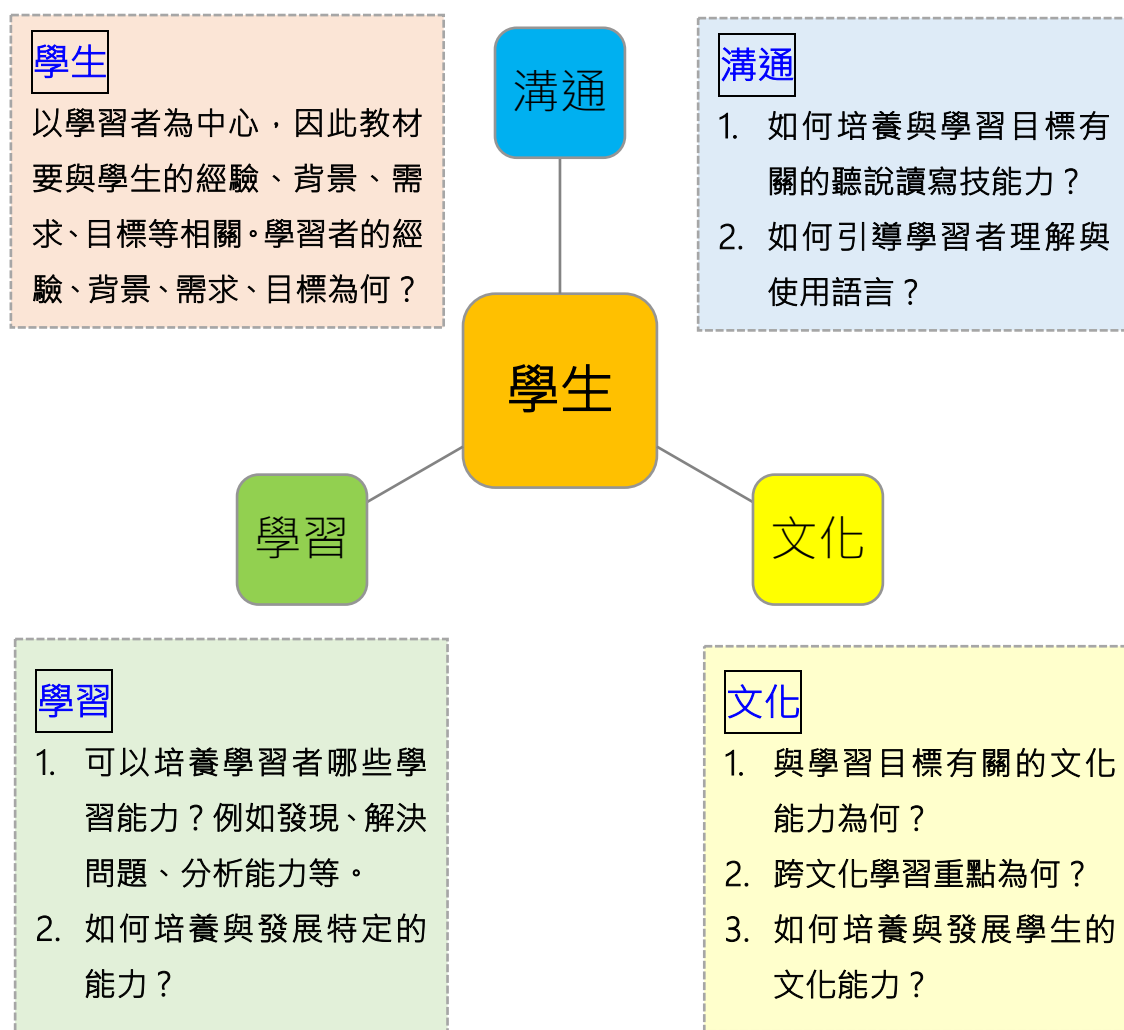 學生
以學習者為中心，因此教材
要與學生的經驗、背景、需
求、目標等相關。學習者的經
驗、背景、需求、目標為何？
溝通
溝通
1. 如何培養與學習目標有
關的聽說讀寫技能力？
2. 如何引導學習者理解與
使用語言？
學生
學習
文化
學習
1. 可以培養學習者哪些學
習能力？例如發現、解決
問題、分析能力等。
2. 如何培養與發展特定的
能力？
文化
1. 與學習目標有關的文化
能力為何？
2. 跨文化學習重點為何？
3. 如何培養與發展學生的
文化能力？